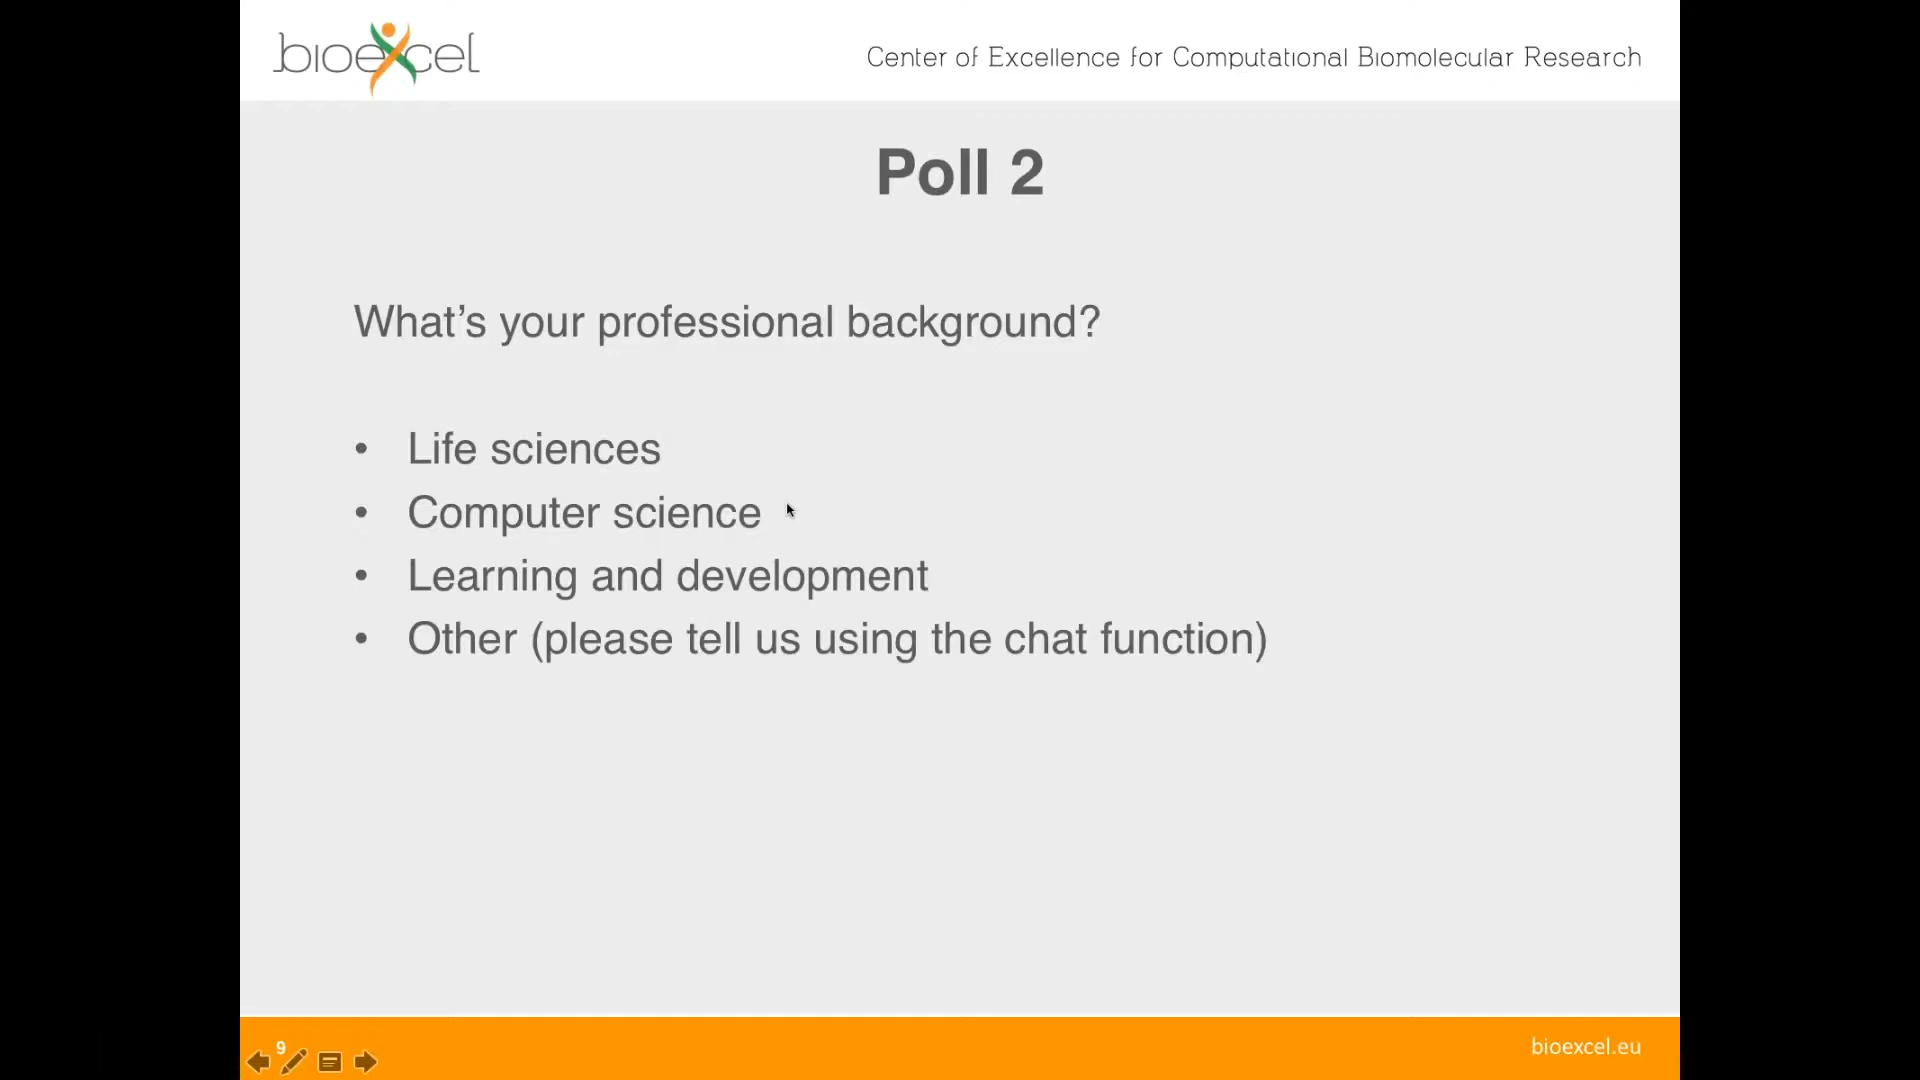 bioexcel
Center of Excellence for Computational Biomolecular Research
Poll 2
What’s your professional background?
• Life sciences
• Computer science
• Learning and development
• Other (please tell us using the chat function)
9
bioexcel.eu